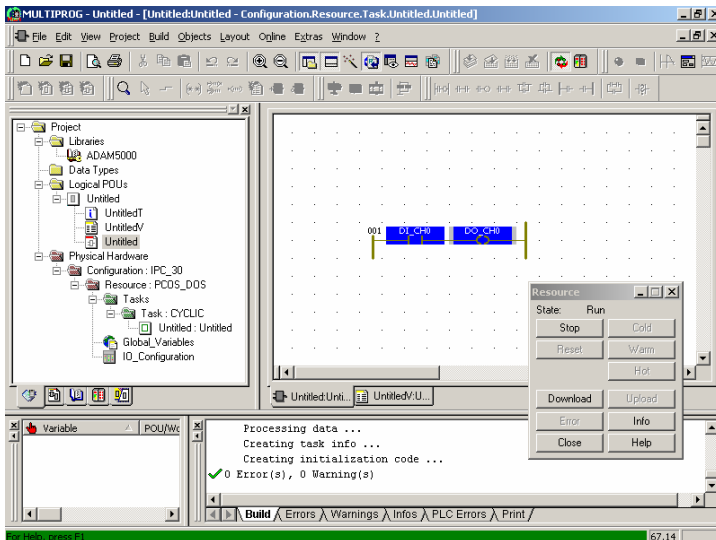 MULTIPROG - Untitled - [Untitled:Untitled - Configuration.Resource.Task.Untitled.Untitled]
File Edit View Project Build Objects Layout Online Extras Window ?
Project
Libraries
ADAM5000
Data Types
Logical POUs
Untitled
UntitledT
UntitledV
Untitled
Physical Hardware
Configuration : IPC_30
Resource : PCOS_DOS
Tasks
Task : CYCLIC
Untitled : Untitled
Global_Variables
IO_Configuration
001 DI_CH0 DO_CH0
Resource
State: Run
Stop Cold
Reset Warm
Hot
Download Upload
Error Info
Close Help
Untitled:Unti... UntitledV:U...
Variable POU/Wc
Processing data ...
Creating task info ...
Creating initialization code ...
0 Error(s), 0 Warning(s)
Build Errors Warnings Infos PLC Errors Print
For Help, press F1 67,14